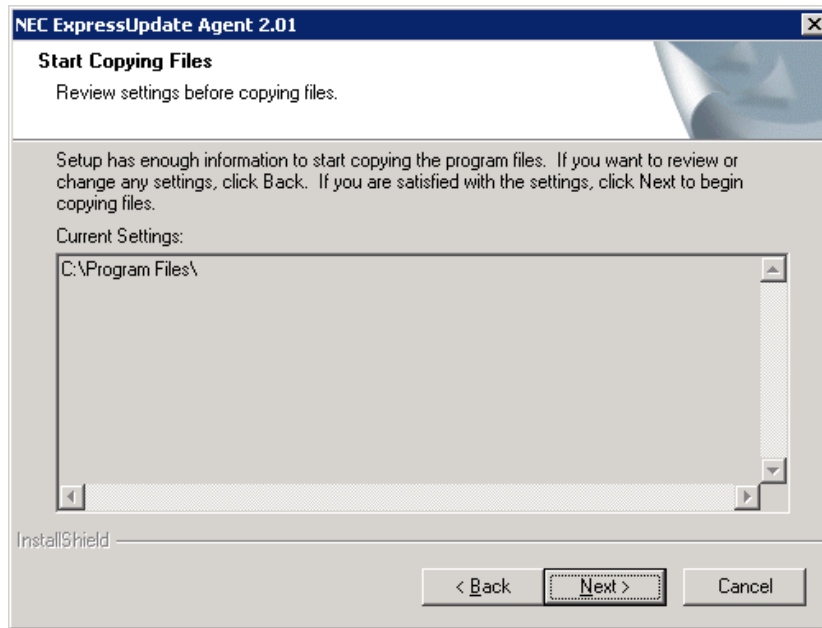 NEC ExpressUpdate Agent 2.01
Start Copying Files
Review settings before copying files.
Setup has enough information to start copying the program files.  If you want to review or
change any settings, click Back.  If you are satisfied with the settings, click Next to begin
copying files.
Current Settings:
C:\Program Files\
InstallShield
< Back
Next >
Cancel